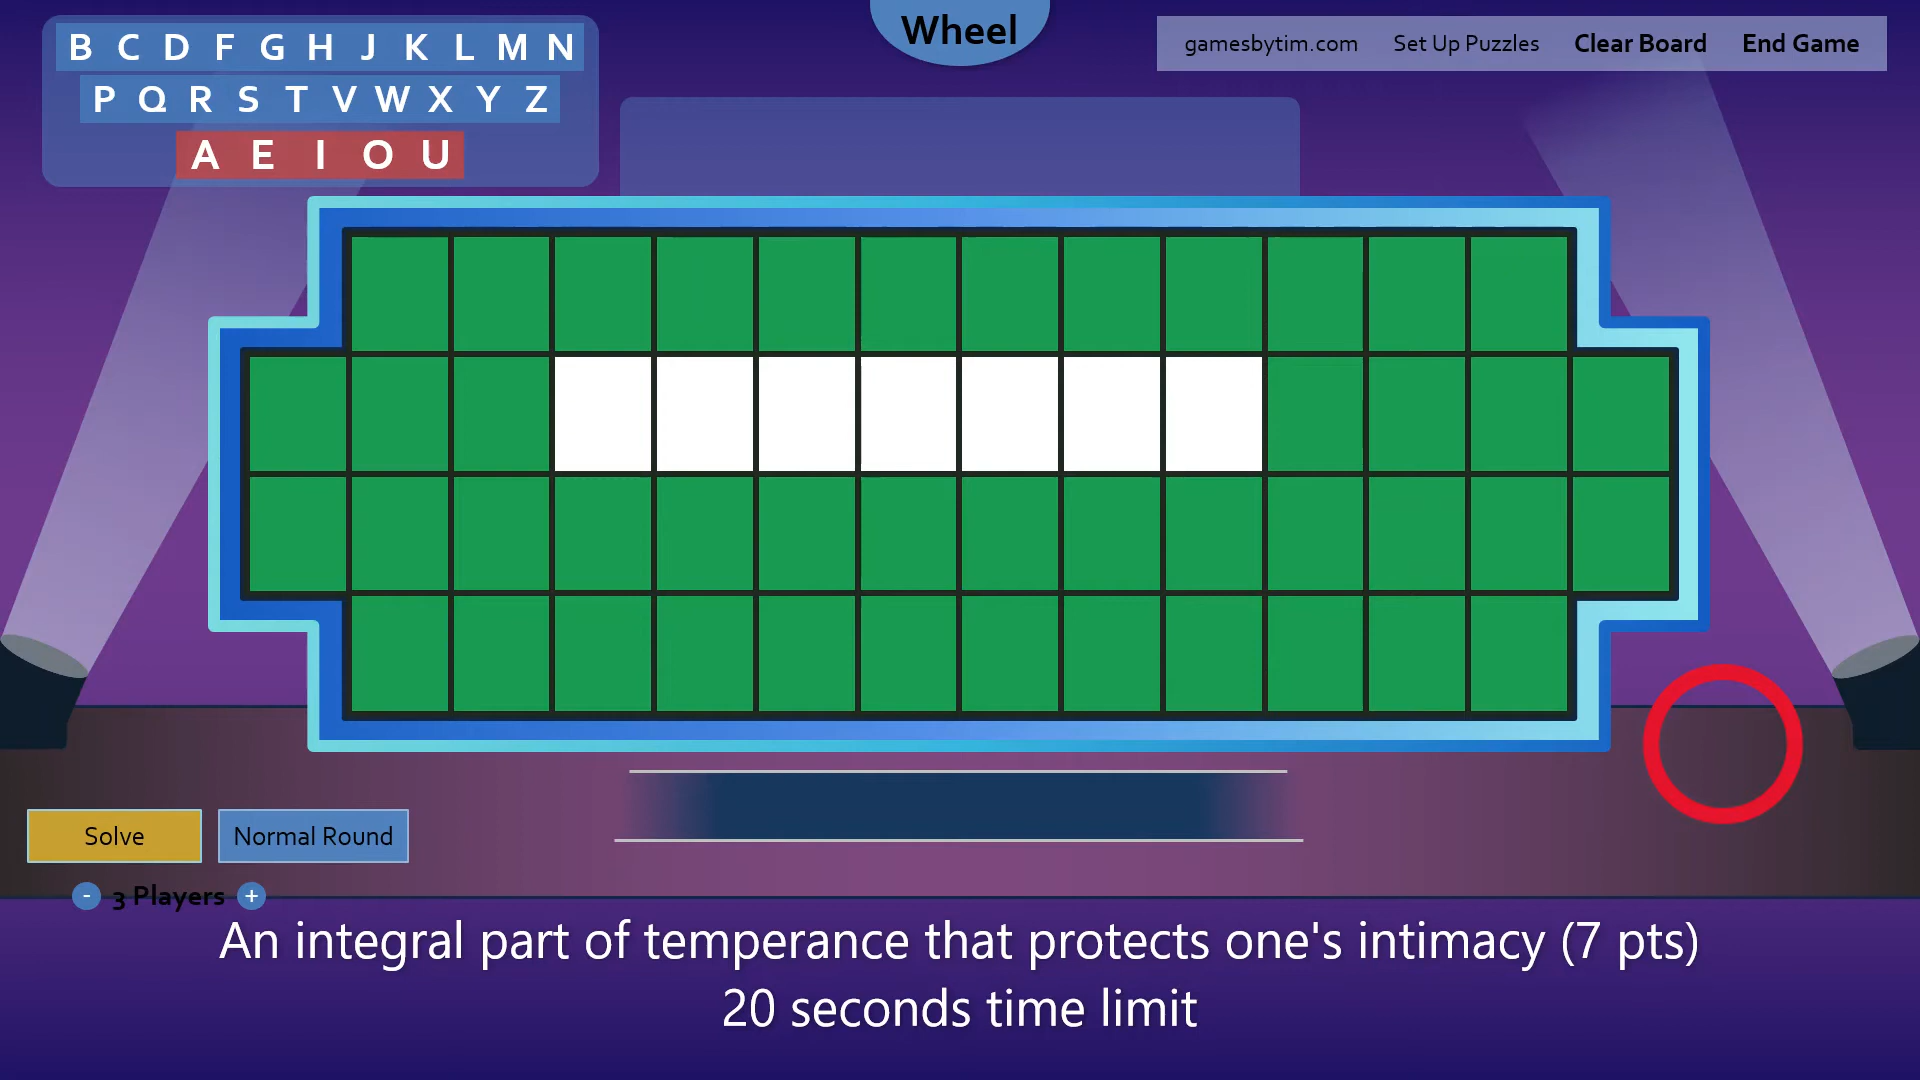 B C D F G H J K L M N
P Q R S T V W X Y Z
A E I O U
Wheel
gamesbytim.com Set Up Puzzles Clear Board End Game
Solve Normal Round
- 3 Players +
An integral part of temperance that protects one's intimacy (7 pts)
20 seconds time limit